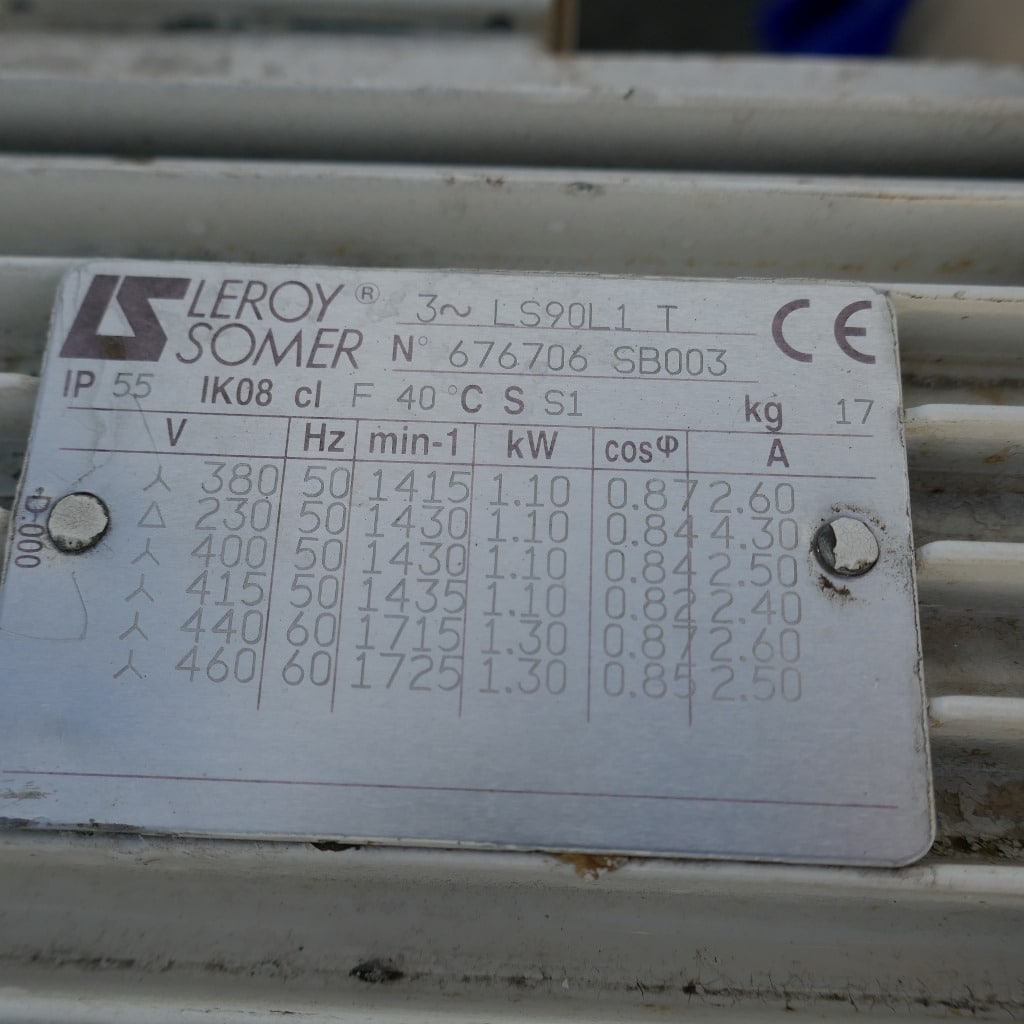 LEROY SOMER ®
3~ LS90L1 T
CE
N° 676706 SB003
IP 55 IK08 cl F 40 °C S S1 kg 17
V Hz min-1 kW cosφ A
⅄ 380 50 1415 1.10 0.87 2.60
△ 230 50 1430 1.10 0.84 4.30
⅄ 400 50 1430 1.10 0.84 2.50
⅄ 415 50 1435 1.10 0.82 2.40
⅄ 440 60 1715 1.30 0.87 2.60
⅄ 460 60 1725 1.30 0.85 2.50